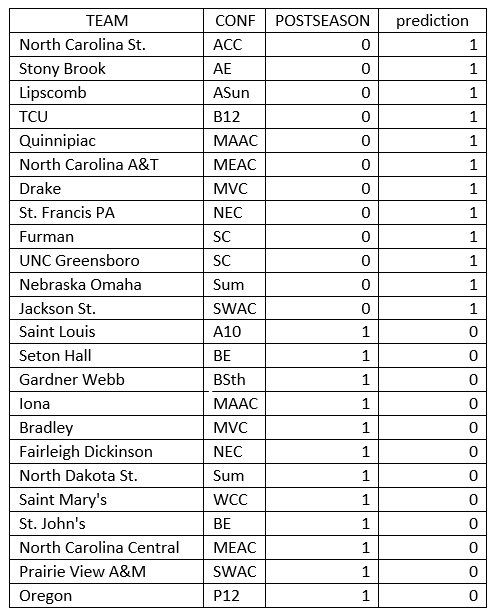 TEAM CONF POSTSEASON prediction
North Carolina St. ACC 0 1
Stony Brook AE 0 1
Lipscomb ASun 0 1
TCU B12 0 1
Quinnipiac MAAC 0 1
North Carolina A&T MEAC 0 1
Drake MVC 0 1
St. Francis PA NEC 0 1
Furman SC 0 1
UNC Greensboro SC 0 1
Nebraska Omaha Sum 0 1
Jackson St. SWAC 0 1
Saint Louis A10 1 0
Seton Hall BE 1 0
Gardner Webb BSth 1 0
Iona MAAC 1 0
Bradley MVC 1 0
Fairleigh Dickinson NEC 1 0
North Dakota St. Sum 1 0
Saint Mary's WCC 1 0
St. John's BE 1 0
North Carolina Central MEAC 1 0
Prairie View A&M SWAC 1 0
Oregon P12 1 0